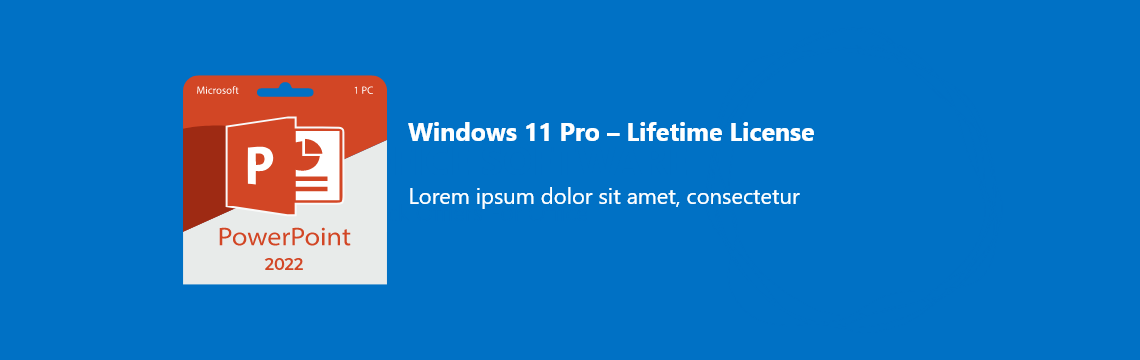 Microsoft
1 PC
P
PowerPoint
2022
Windows 11 Pro – Lifetime License
Lorem ipsum dolor sit amet, consectetur